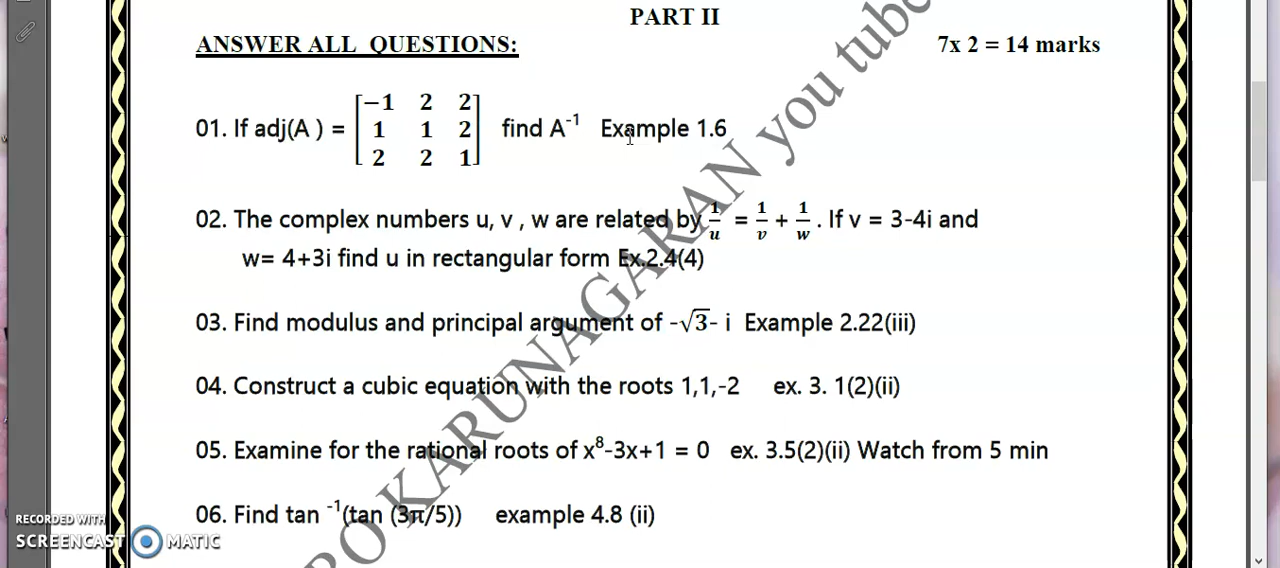 PART II
ANSWER ALL QUESTIONS: 7x 2 = 14 marks
01. If adj(A ) = [−1 2 2; 1 1 2; 2 2 1] find A⁻¹ Example 1.6
02. The complex numbers u, v , w are related by 1/u = 1/v + 1/w . If v = 3-4i and
w= 4+3i find u in rectangular form Ex.2.4(4)
03. Find modulus and principal argument of -√3- i Example 2.22(iii)
04. Construct a cubic equation with the roots 1,1,-2 ex. 3. 1(2)(ii)
05. Examine for the rational roots of x⁸-3x+1 = 0 ex. 3.5(2)(ii) Watch from 5 min
06. Find tan ⁻¹(tan (3π/5)) example 4.8 (ii)
RO KARUNAGARAN you tube
RECORDED WITH
SCREENCAST MATIC